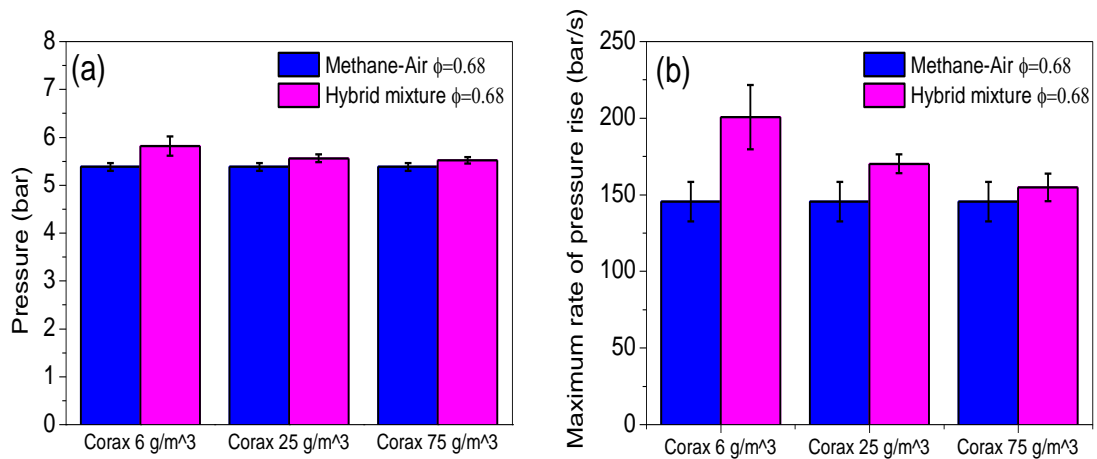 (a)
Methane-Air ϕ=0.68
Hybrid mixture ϕ=0.68
8
7
6
5
4
3
2
1
0
Pressure (bar)
Corax 6 g/m^3 Corax 25 g/m^3 Corax 75 g/m^3
(b)
Methane-Air ϕ=0.68
Hybrid mixture ϕ=0.68
250
200
150
100
50
0
Maximum rate of pressure rise (bar/s)
Corax 6 g/m^3 Corax 25 g/m^3 Corax 75 g/m^3